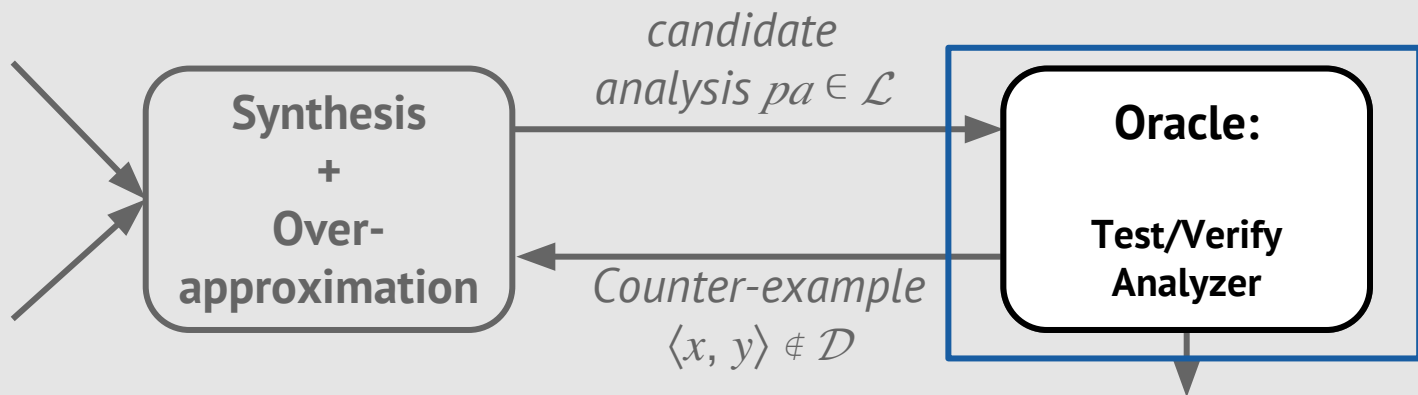 candidate
analysis pa ∈ ℒ
Synthesis
+
Over-
approximation
Oracle:
Test/Verify
Analyzer
Counter-example
⟨x, y⟩ ∉ 𝒟